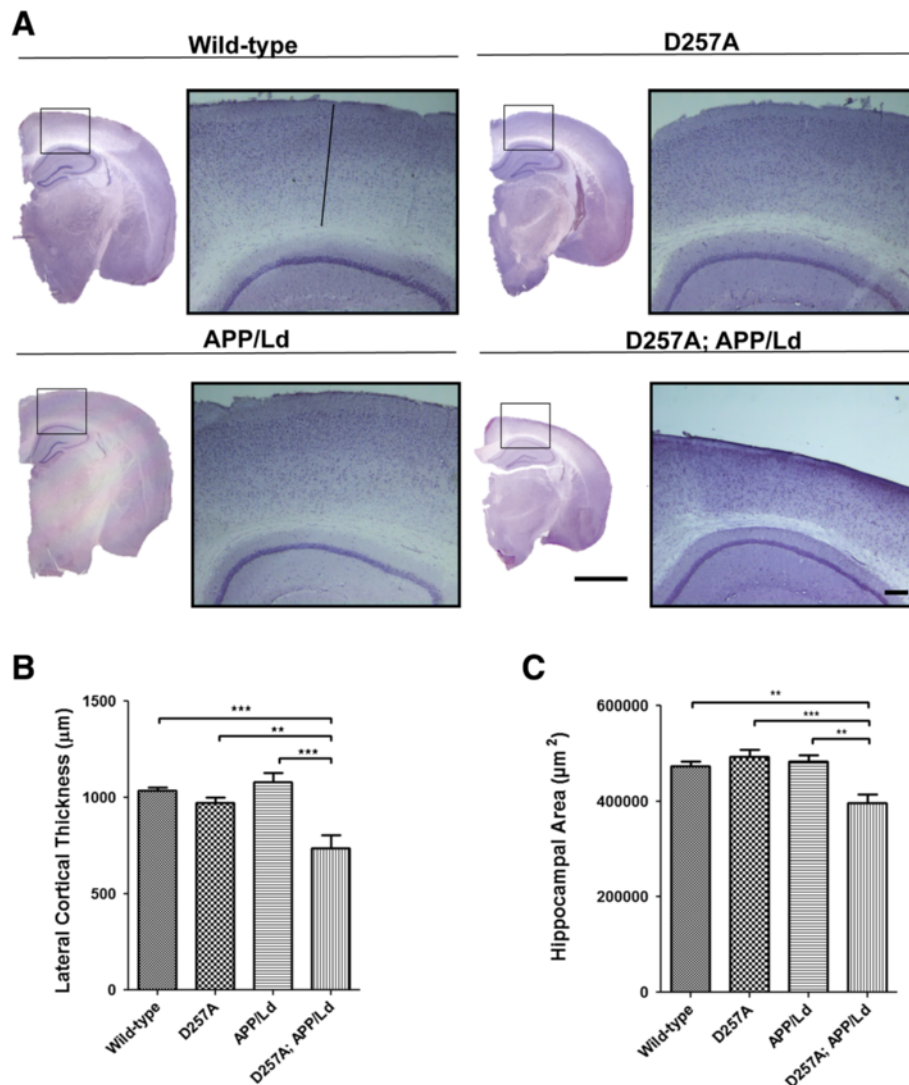 A
Wild-type
D257A
APP/Ld
D257A; APP/Ld
B
Lateral Cortical Thickness (µm)
1500
1000
500
0
***
**
***
Wild-type
D257A
APP/Ld
D257A; APP/Ld
C
Hippocampal Area (µm ²)
600000
400000
200000
0
**
***
**
Wild-type
D257A
APP/Ld
D257A; APP/Ld